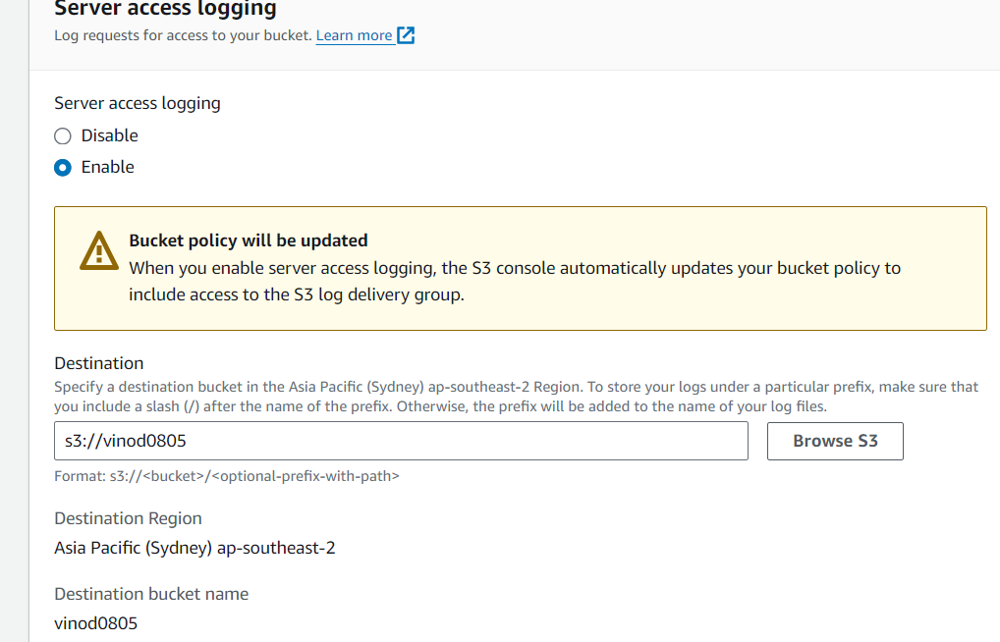 Server access logging
Log requests for access to your bucket. Learn more
Server access logging
Disable
Enable
Bucket policy will be updated
When you enable server access logging, the S3 console automatically updates your bucket policy to
include access to the S3 log delivery group.
Destination
Specify a destination bucket in the Asia Pacific (Sydney) ap-southeast-2 Region. To store your logs under a particular prefix, make sure that
you include a slash (/) after the name of the prefix. Otherwise, the prefix will be added to the name of your log files.
s3://vinod0805
Browse S3
Format: s3://<bucket>/<optional-prefix-with-path>
Destination Region
Asia Pacific (Sydney) ap-southeast-2
Destination bucket name
vinod0805